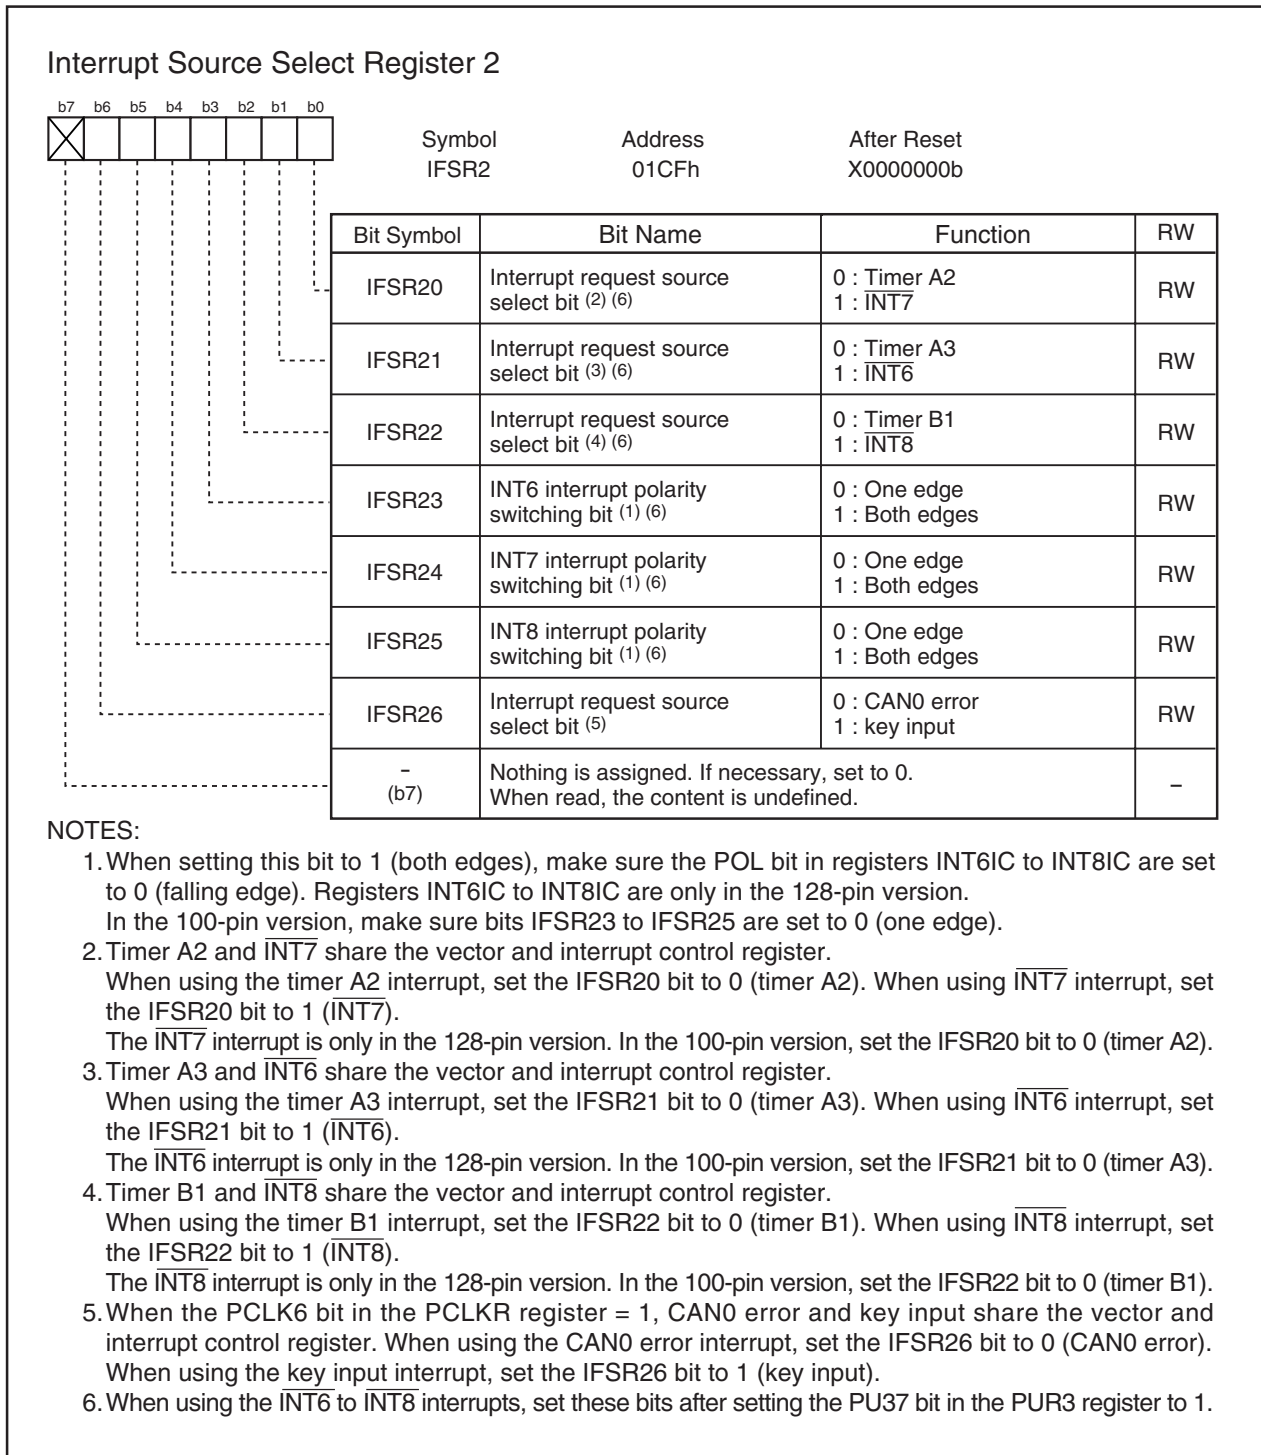 Interrupt Source Select Register 2
b7 b6 b5 b4 b3 b2 b1 b0
Symbol Address After Reset
IFSR2 01CFh X0000000b
Bit Symbol Bit Name Function RW
IFSR20 Interrupt request source select bit (2) (6) 0 : Timer A2 1 : INT7 RW
IFSR21 Interrupt request source select bit (3) (6) 0 : Timer A3 1 : INT6 RW
IFSR22 Interrupt request source select bit (4) (6) 0 : Timer B1 1 : INT8 RW
IFSR23 INT6 interrupt polarity switching bit (1) (6) 0 : One edge 1 : Both edges RW
IFSR24 INT7 interrupt polarity switching bit (1) (6) 0 : One edge 1 : Both edges RW
IFSR25 INT8 interrupt polarity switching bit (1) (6) 0 : One edge 1 : Both edges RW
IFSR26 Interrupt request source select bit (5) 0 : CAN0 error 1 : key input RW
– (b7) Nothing is assigned. If necessary, set to 0. When read, the content is undefined. –
NOTES:
1. When setting this bit to 1 (both edges), make sure the POL bit in registers INT6IC to INT8IC are set
to 0 (falling edge). Registers INT6IC to INT8IC are only in the 128-pin version.
In the 100-pin version, make sure bits IFSR23 to IFSR25 are set to 0 (one edge).
2. Timer A2 and INT7 share the vector and interrupt control register.
When using the timer A2 interrupt, set the IFSR20 bit to 0 (timer A2). When using INT7 interrupt, set
the IFSR20 bit to 1 (INT7).
The INT7 interrupt is only in the 128-pin version. In the 100-pin version, set the IFSR20 bit to 0 (timer A2).
3. Timer A3 and INT6 share the vector and interrupt control register.
When using the timer A3 interrupt, set the IFSR21 bit to 0 (timer A3). When using INT6 interrupt, set
the IFSR21 bit to 1 (INT6).
The INT6 interrupt is only in the 128-pin version. In the 100-pin version, set the IFSR21 bit to 0 (timer A3).
4. Timer B1 and INT8 share the vector and interrupt control register.
When using the timer B1 interrupt, set the IFSR22 bit to 0 (timer B1). When using INT8 interrupt, set
the IFSR22 bit to 1 (INT8).
The INT8 interrupt is only in the 128-pin version. In the 100-pin version, set the IFSR22 bit to 0 (timer B1).
5. When the PCLK6 bit in the PCLKR register = 1, CAN0 error and key input share the vector and
interrupt control register. When using the CAN0 error interrupt, set the IFSR26 bit to 0 (CAN0 error).
When using the key input interrupt, set the IFSR26 bit to 1 (key input).
6. When using the INT6 to INT8 interrupts, set these bits after setting the PU37 bit in the PUR3 register to 1.